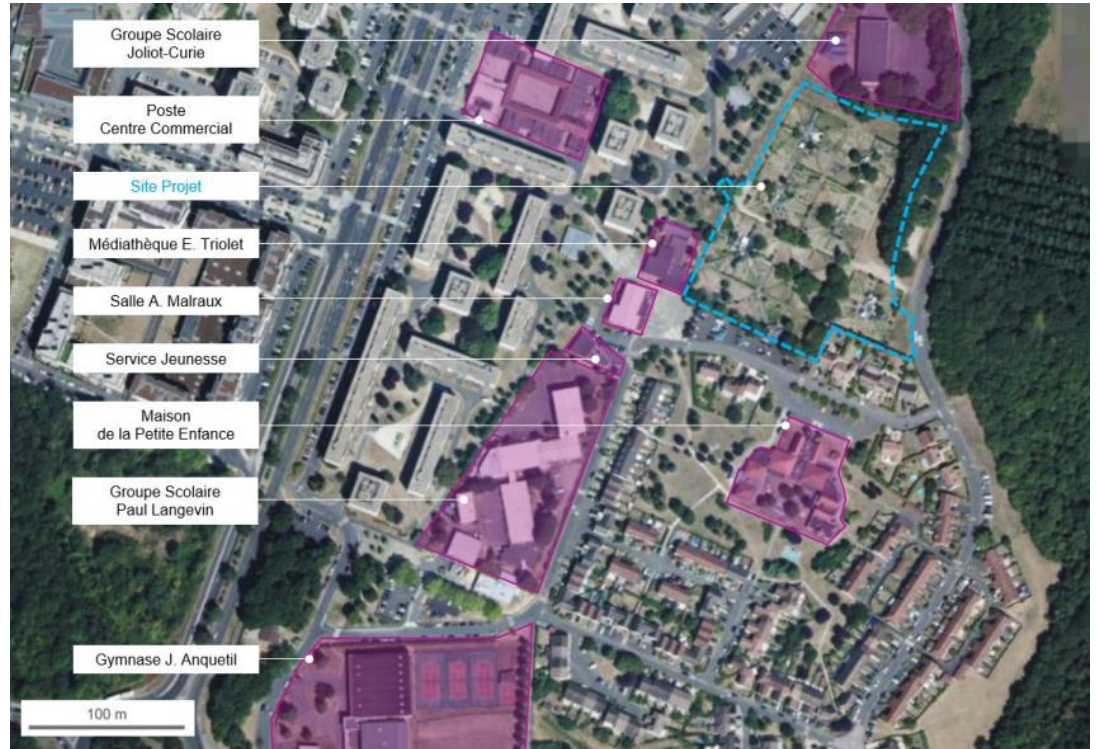 Groupe Scolaire
Joliot-Curie
Poste
Centre Commercial
Site Projet
Médiathèque E. Triolet
Salle A. Malraux
Service Jeunesse
Maison
de la Petite Enfance
Groupe Scolaire
Paul Langevin
Gymnase J. Anquetil
100 m